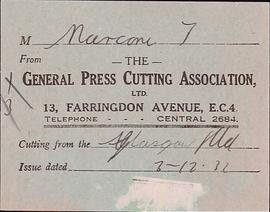 M Marconi T
From
— THE —
GENERAL PRESS CUTTING ASSOCIATION,
LTD.
13, FARRINGDON AVENUE, E.C.4.
TELEPHONE - - - CENTRAL 2684.
Cutting from the Glasgow
Issue dated 3-12-32